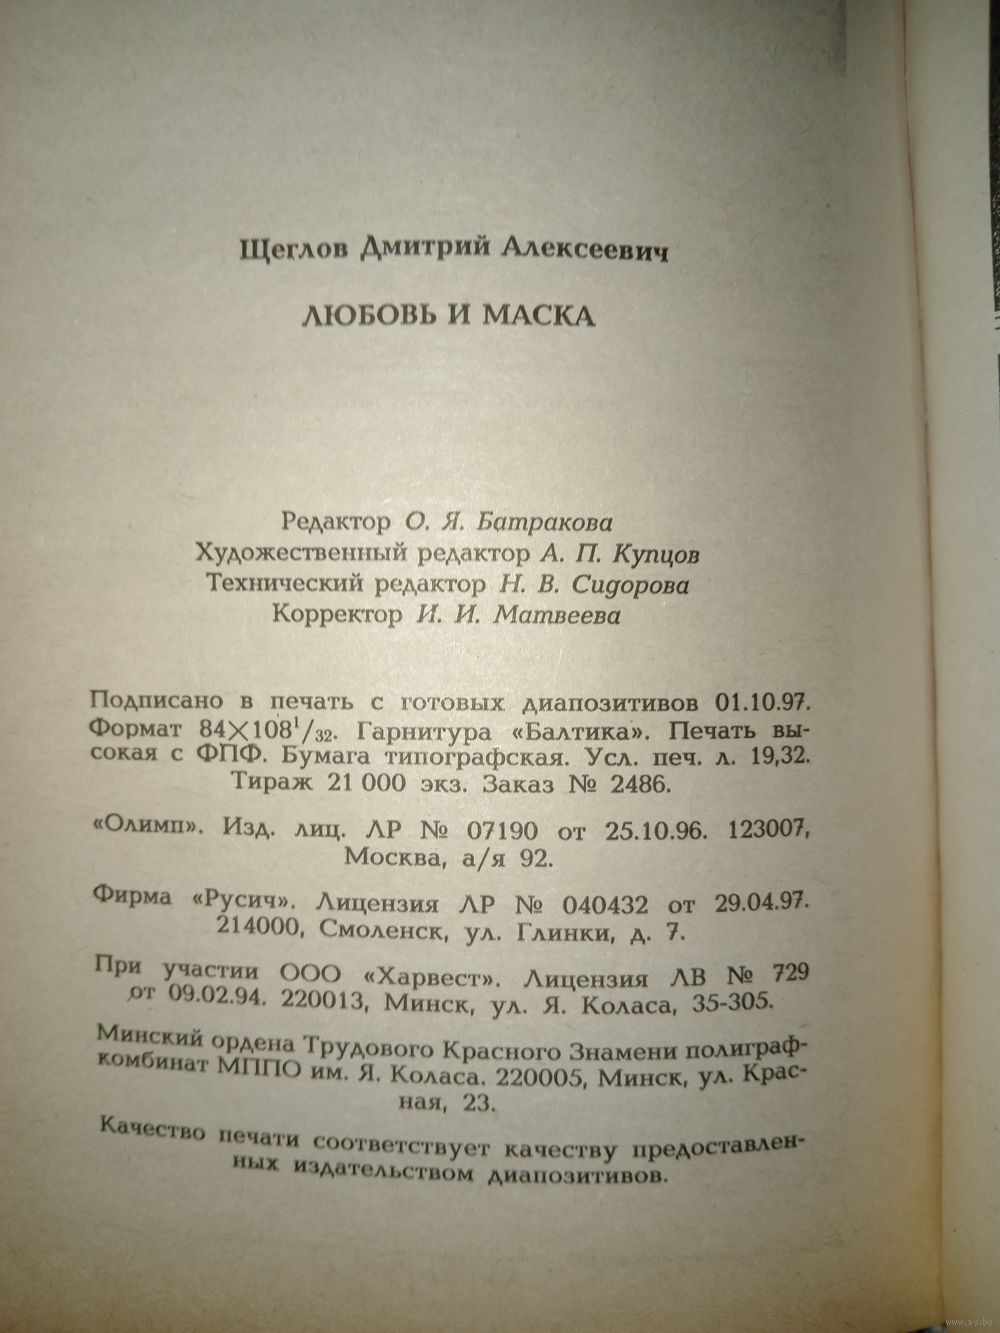 Щеглов Дмитрий Алексеевич
ЛЮБОВЬ И МАСКА
Редактор О. Я. Батракова
Художественный редактор А. П. Купцов
Технический редактор Н. В. Сидорова
Корректор И. И. Матвеева
Подписано в печать с готовых диапозитивов 01.10.97.
Формат 84×108¹/₃₂. Гарнитура «Балтика». Печать вы-
сокая с ФПФ. Бумага типографская. Усл. печ. л. 19,32.
Тираж 21 000 экз. Заказ № 2486.
«Олимп». Изд. лиц. ЛР № 07190 от 25.10.96. 123007,
Москва, а/я 92.
Фирма «Русич». Лицензия ЛР № 040432 от 29.04.97.
214000, Смоленск, ул. Глинки, д. 7.
При участии ООО «Харвест». Лицензия ЛВ № 729
от 09.02.94. 220013, Минск, ул. Я. Коласа, 35-305.
Минский ордена Трудового Красного Знамени полиграф-
комбинат МППО им. Я. Коласа. 220005, Минск, ул. Крас-
ная, 23.
Качество печати соответствует качеству предоставлен-
ных издательством диапозитивов.
www.ay.by